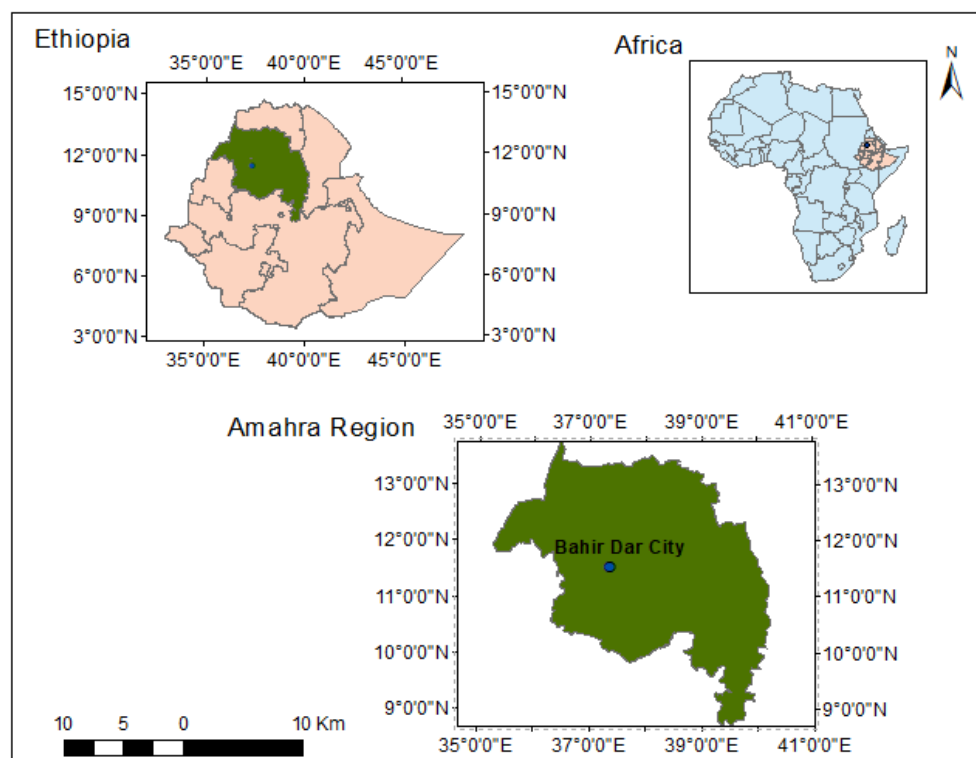 Ethiopia
35°0'0"E 40°0'0"E 45°0'0"E
15°0'0"N
12°0'0"N
9°0'0"N
6°0'0"N
3°0'0"N
15°0'0"N
12°0'0"N
9°0'0"N
6°0'0"N
3°0'0"N
35°0'0"E 40°0'0"E 45°0'0"E
Africa
N
Amahra Region
35°0'0"E 37°0'0"E 39°0'0"E 41°0'0"E
13°0'0"N
12°0'0"N
11°0'0"N
10°0'0"N
9°0'0"N
Bahir Dar City
13°0'0"N
12°0'0"N
11°0'0"N
10°0'0"N
9°0'0"N
35°0'0"E 37°0'0"E 39°0'0"E 41°0'0"E
10 5 0 10 Km